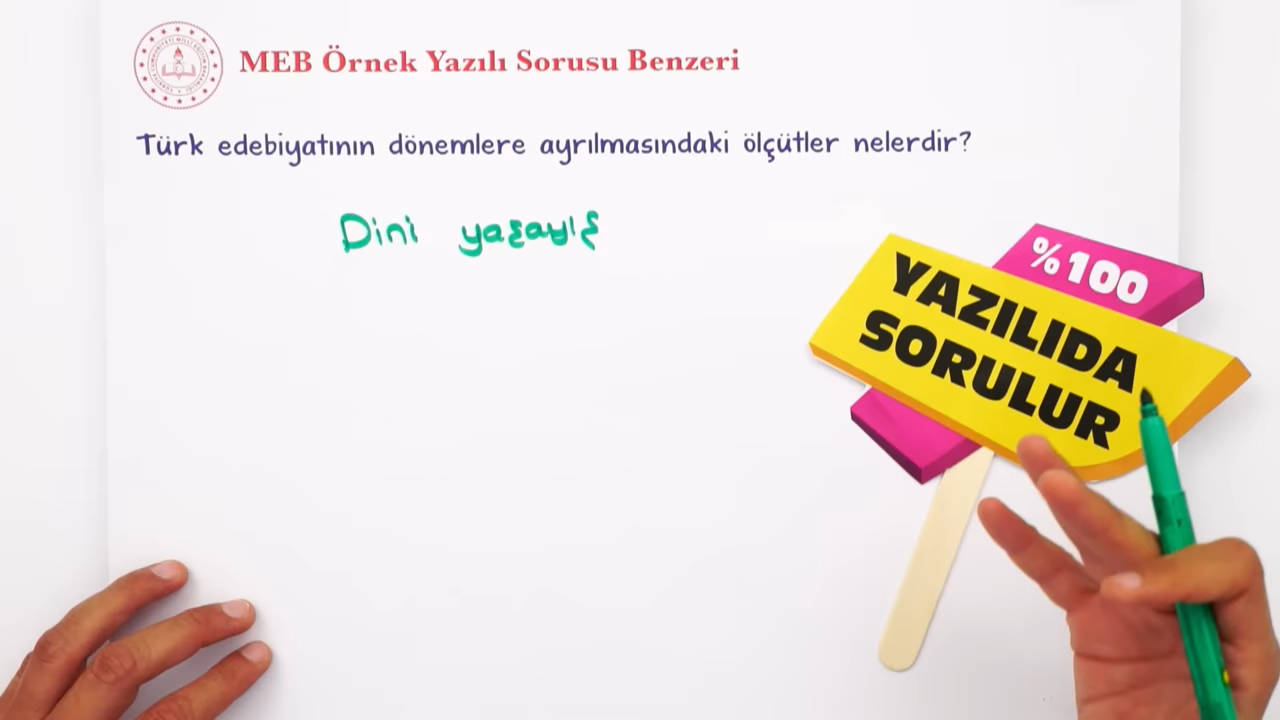 MEB Örnek Yazılı Sorusu Benzeri
Türk edebiyatının dönemlere ayrılmasındaki ölçütler nelerdir?
Dini yaşayış
%100
YAZILIDA
SORULUR